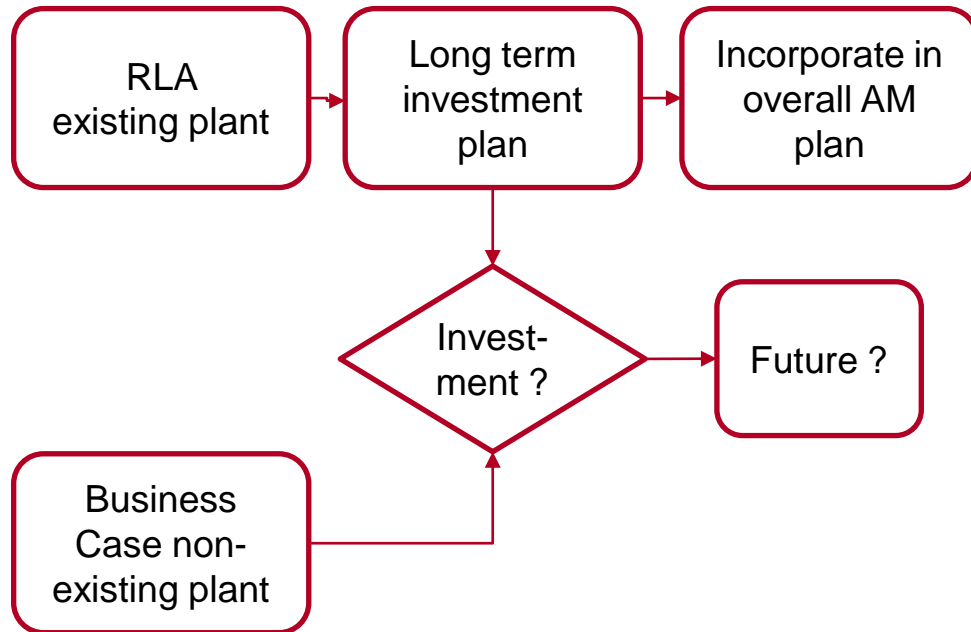 RLA
existing plant
Long term
investment
plan
Incorporate in
overall AM
plan
Invest-
ment ?
Future ?
Business
Case non-
existing plant